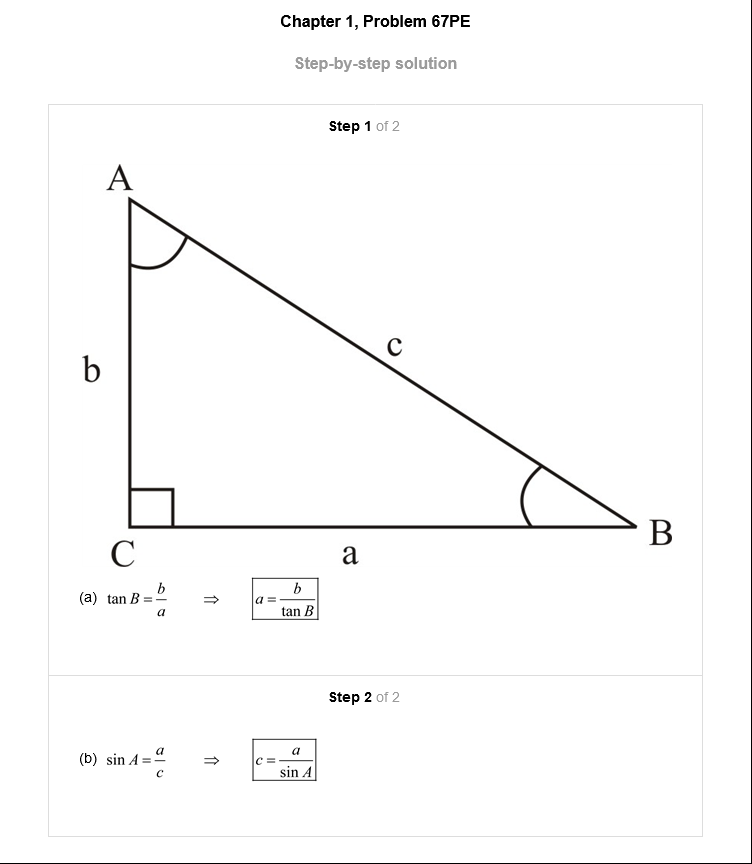 Chapter 1, Problem 67PE
Step-by-step solution
Step 1 of 2
A
c
b
B
C
a
(a) tan B = b/a ⇒ a = b/tan B
Step 2 of 2
(b) sin A = a/c ⇒ c = a/sin A